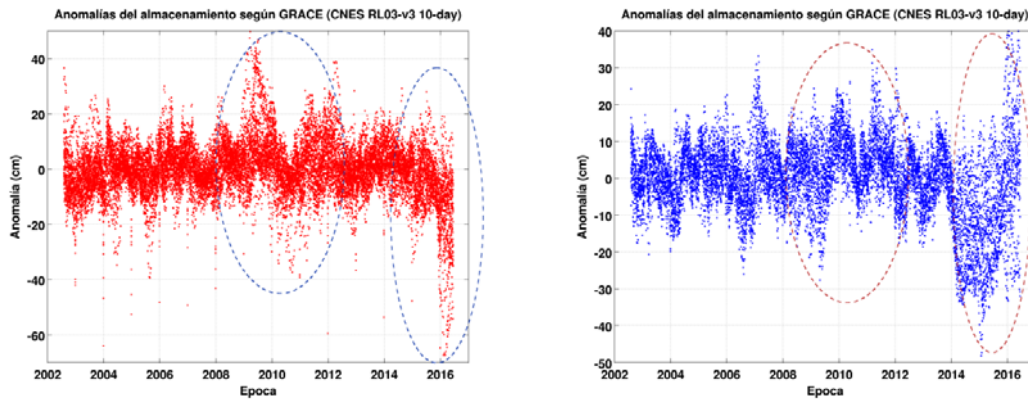 Anomalías del almacenamiento según GRACE (CNES RL03-v3 10-day)
40
20
0
-20
-40
-60
Anomalía (cm)
2002 2004 2006 2008 2010 2012 2014 2016
Epoca
Anomalías del almacenamiento según GRACE (CNES RL03-v3 10-day)
40
30
20
10
0
-10
-20
-30
-40
-50
Anomalía (cm)
2002 2004 2006 2008 2010 2012 2014 2016
Epoca